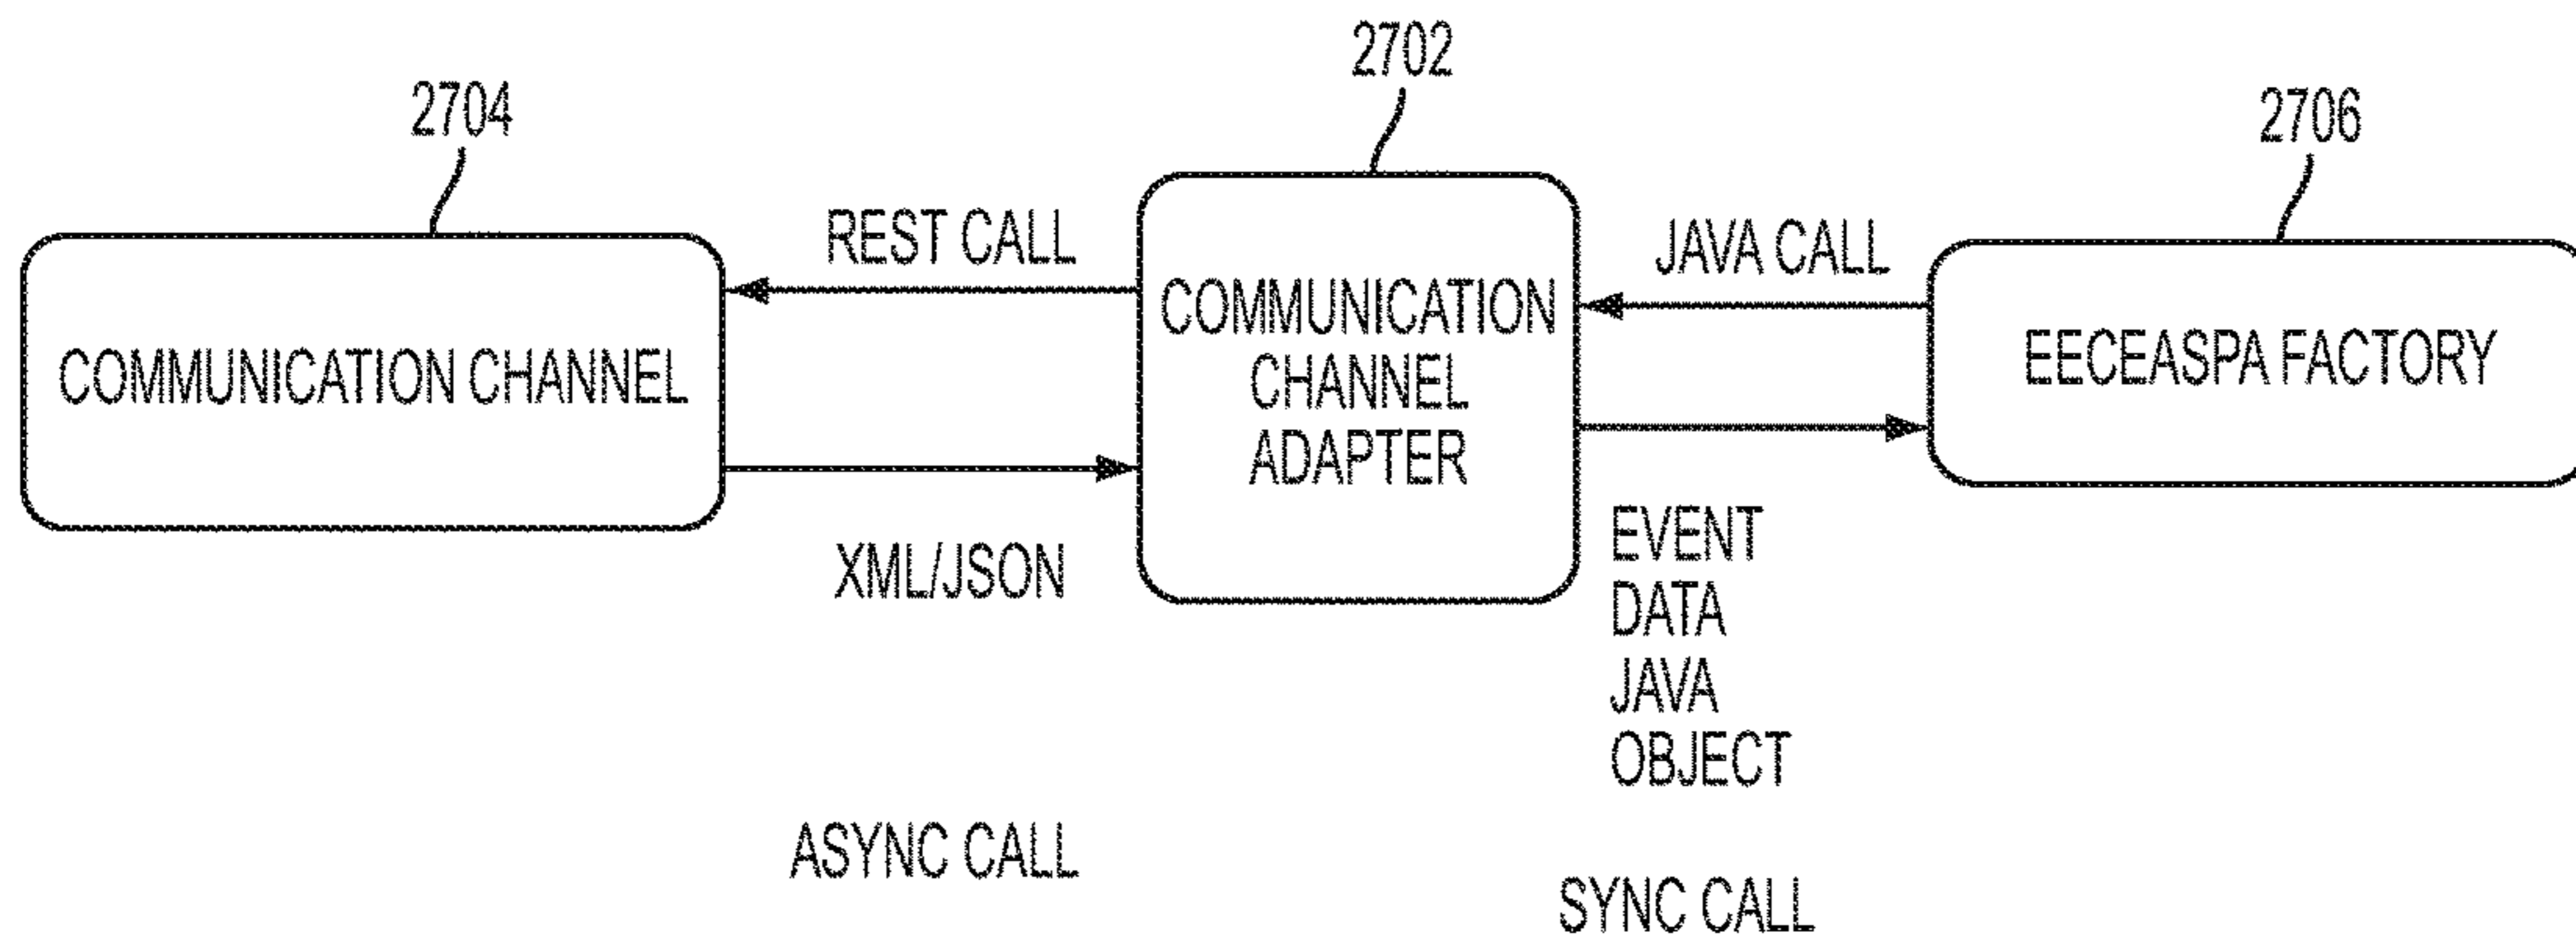 2702
2704
2706
REST CALL
JAVA CALL
COMMUNICATION CHANNEL
COMMUNICATION
CHANNEL
ADAPTER
EECEASPA FACTORY
XML/JSON
EVENT
DATA
JAVA
OBJECT
ASYNC CALL
SYNC CALL